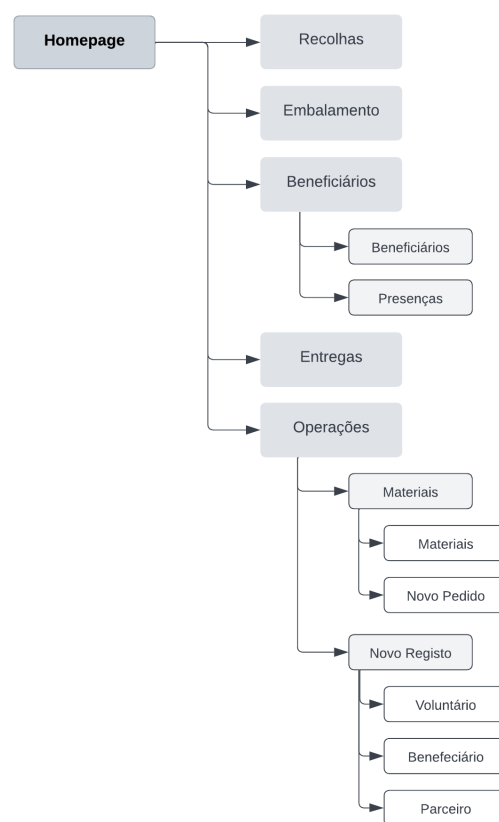 Homepage
Recolhas
Embalamento
Beneficiários
Beneficiários
Presenças
Entregas
Operações
Materiais
Materiais
Novo Pedido
Novo Registo
Voluntário
Benefeciário
Parceiro